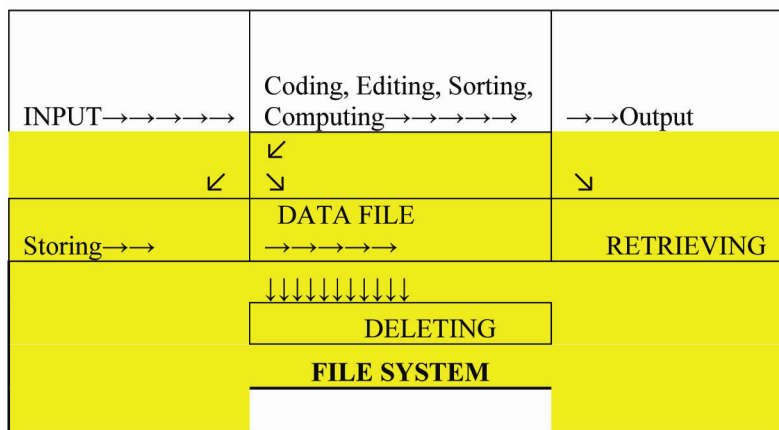 Coding, Editing, Sorting,
INPUT→→→→→ Computing→→→→→ →→Output
↙
↙ ↘ ↘
DATA FILE
Storing→→ →→→→→ RETRIEVING
↓↓↓↓↓↓↓↓↓↓↓
DELETING
FILE SYSTEM